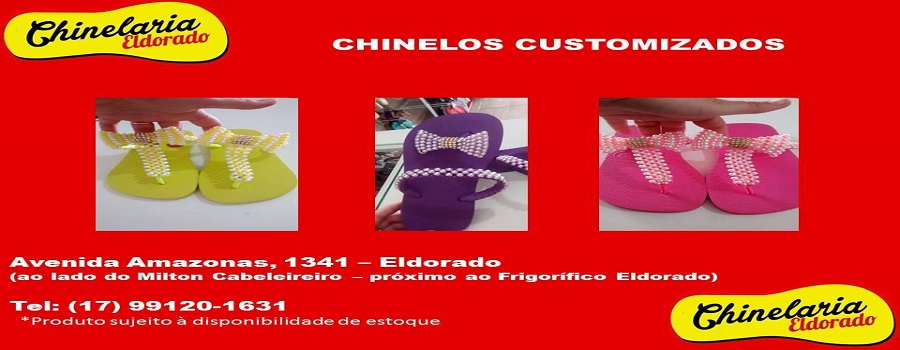 Chinelaria
Eldorado
CHINELOS CUSTOMIZADOS
Avenida Amazonas, 1341 – Eldorado
(ao lado do Milton Cabeleireiro – próximo ao Frigorífico Eldorado)
Tel: (17) 99120-1631
*Produto sujeito à disponibilidade de estoque
Chinelaria
Eldorado